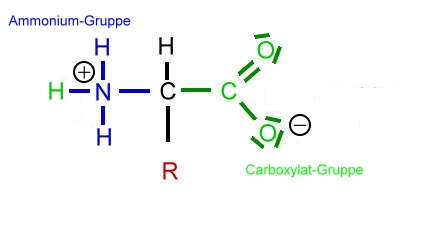 Ammonium-Gruppe
H H O
+
H N C C
O −
H
R Carboxylat-Gruppe